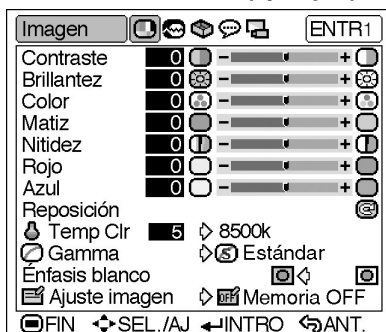 Imagen ENTR1
Contraste 0 - +
Brillantez 0 - +
Color 0 - +
Matiz 0 - +
Nitidez 0 - +
Rojo 0 - +
Azul 0 - +
Reposición
Temp Clr 5 8500k
Gamma S Estándar
Énfasis blanco
Ajuste imagen OFF Memoria OFF
FIN SEL./AJ INTRO ANT.